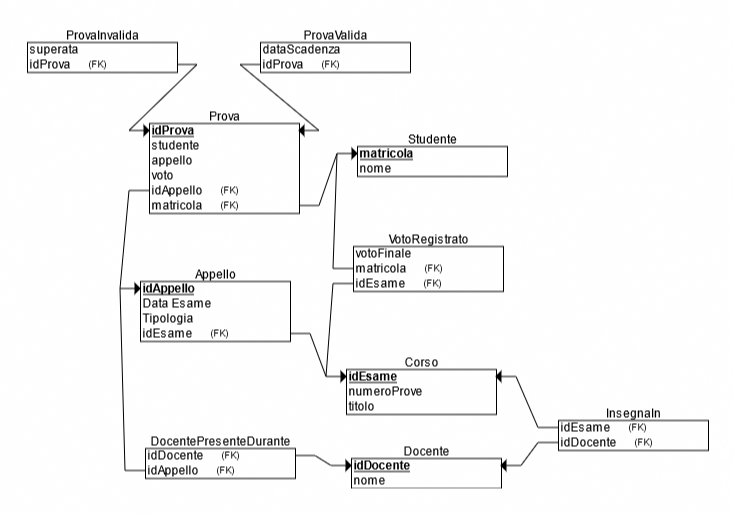 ProvaInvalida
superata
idProva (FK)
ProvaValida
dataScadenza
idProva (FK)
Prova
idProva
studente
appello
voto
idAppello (FK)
matricola (FK)
Studente
matricola
nome
VotoRegistrato
votoFinale
matricola (FK)
idEsame (FK)
Appello
idAppello
Data Esame
Tipologia
idEsame (FK)
Corso
idEsame
numeroProve
titolo
InsegnaIn
idEsame (FK)
idDocente (FK)
DocentePresenteDurante
idDocente (FK)
idAppello (FK)
Docente
idDocente
nome